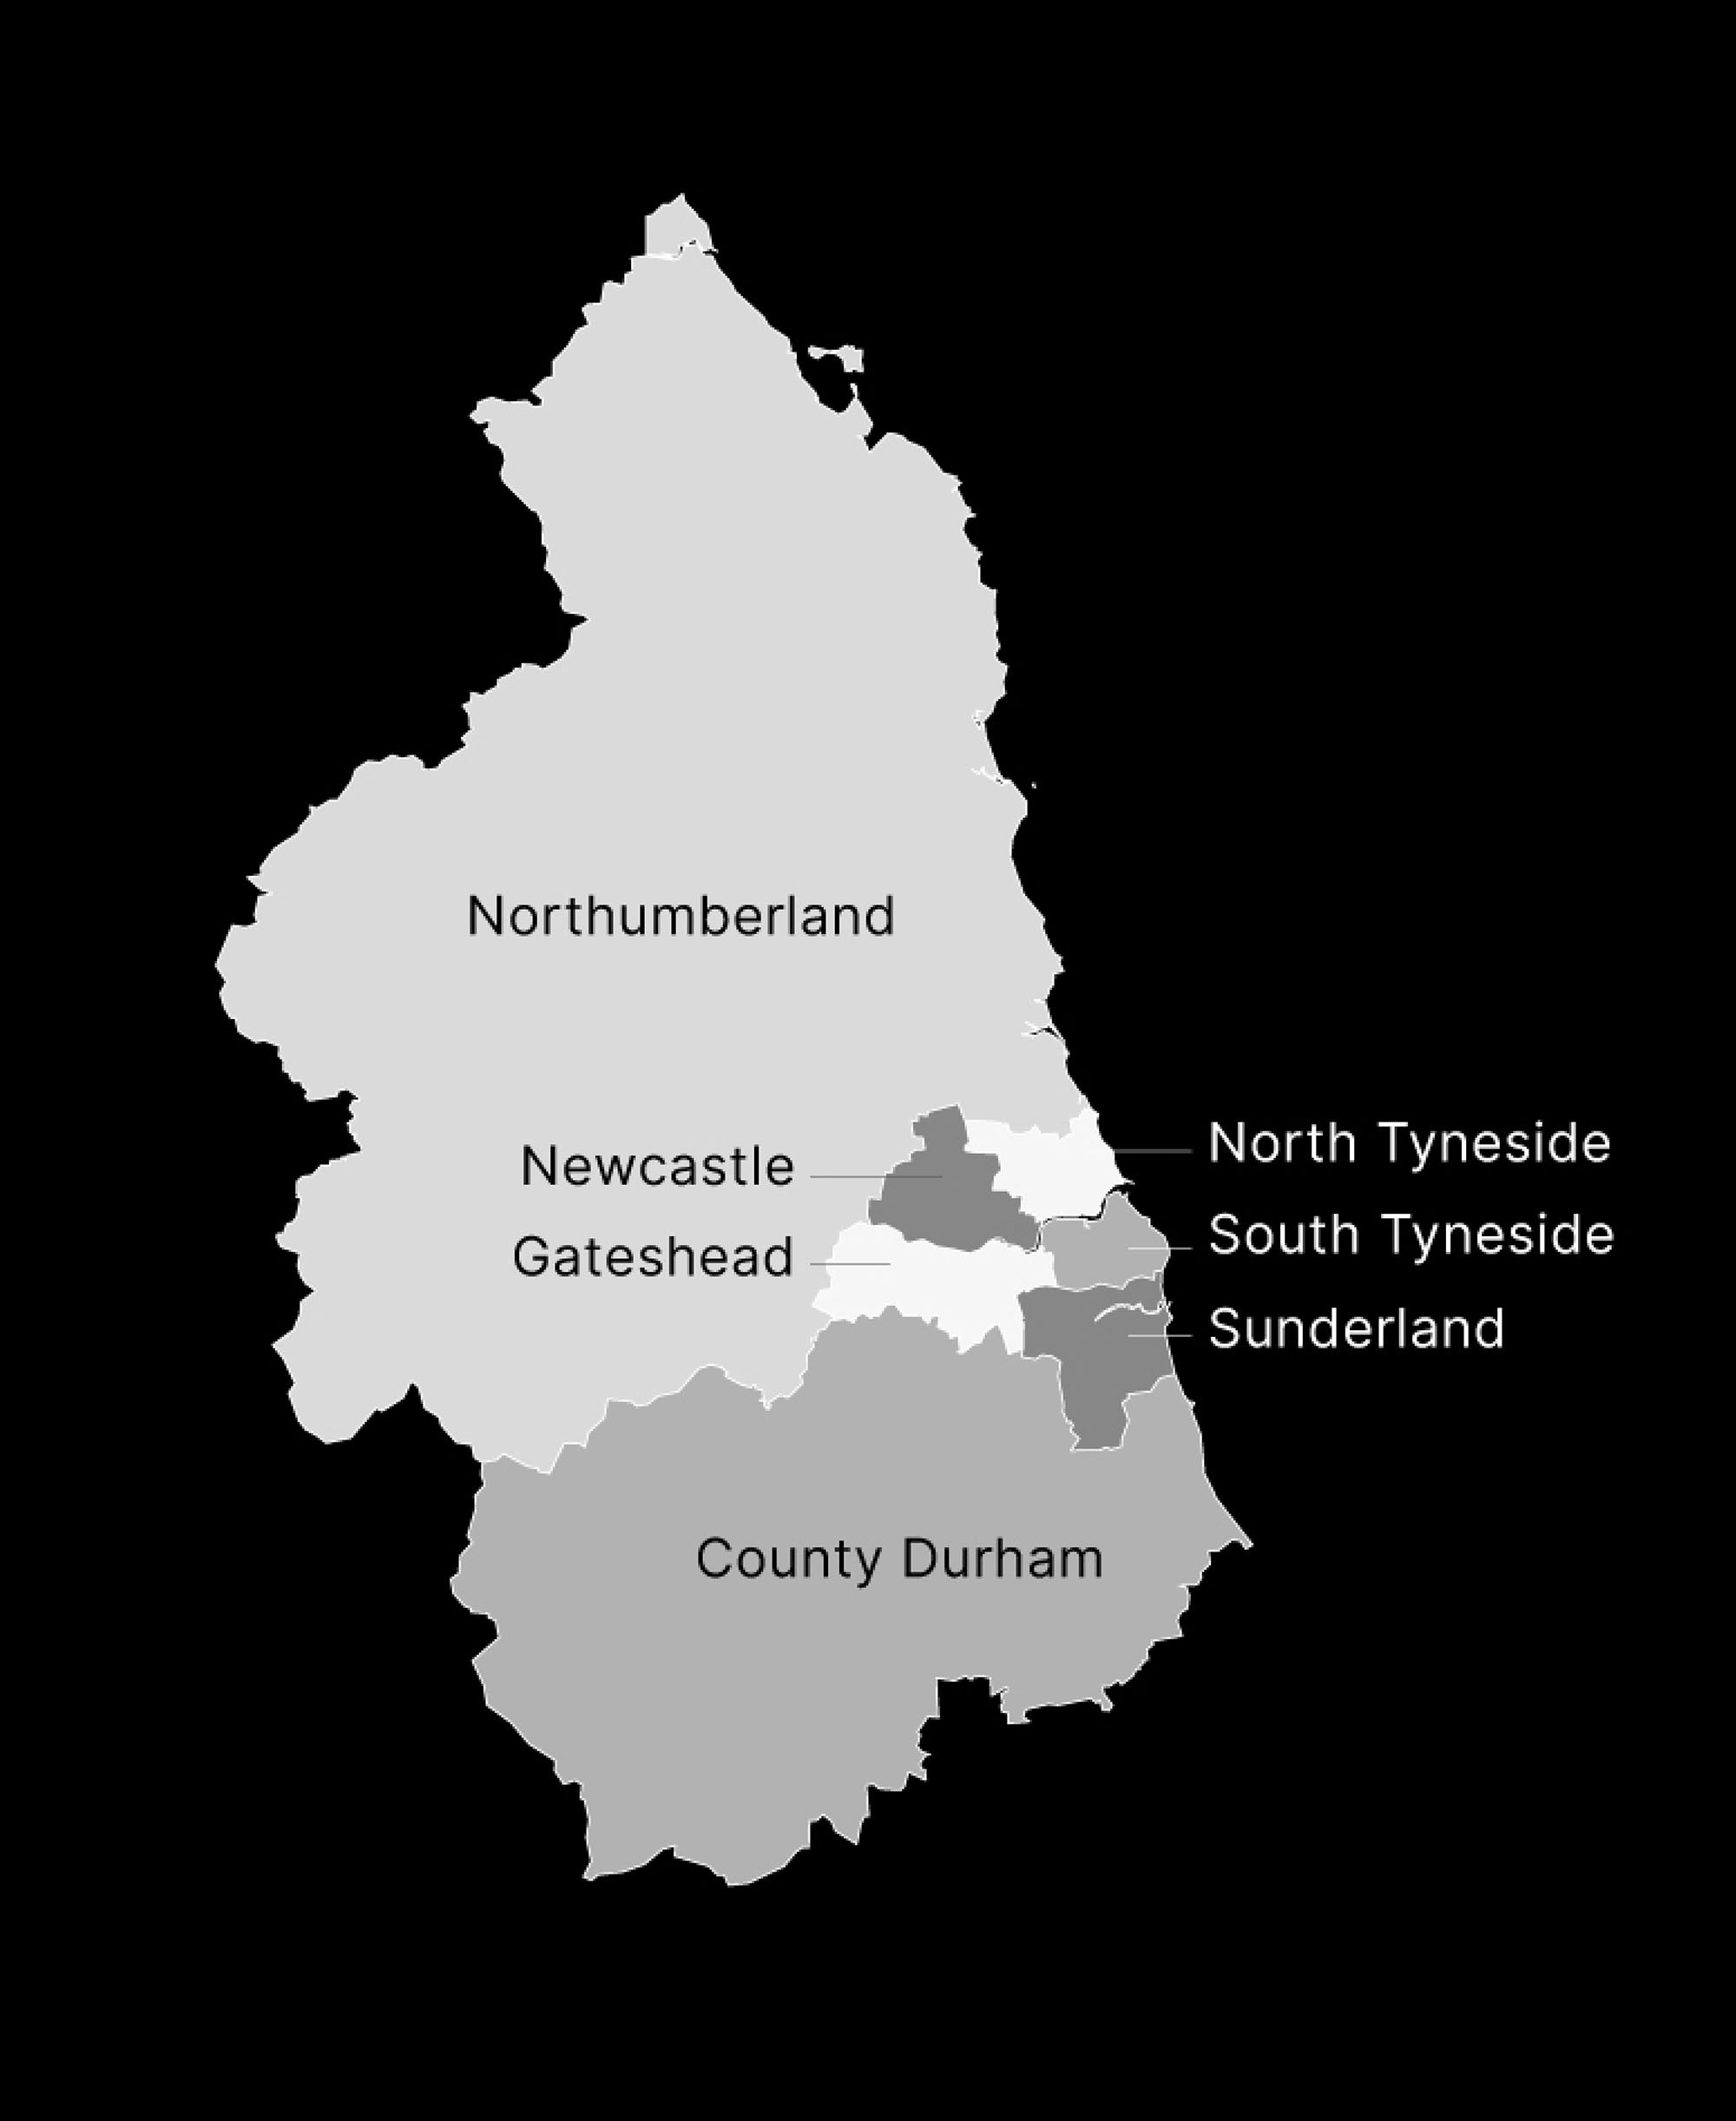 Northumberland
Newcastle
North Tyneside
Gateshead
South Tyneside
Sunderland
County Durham